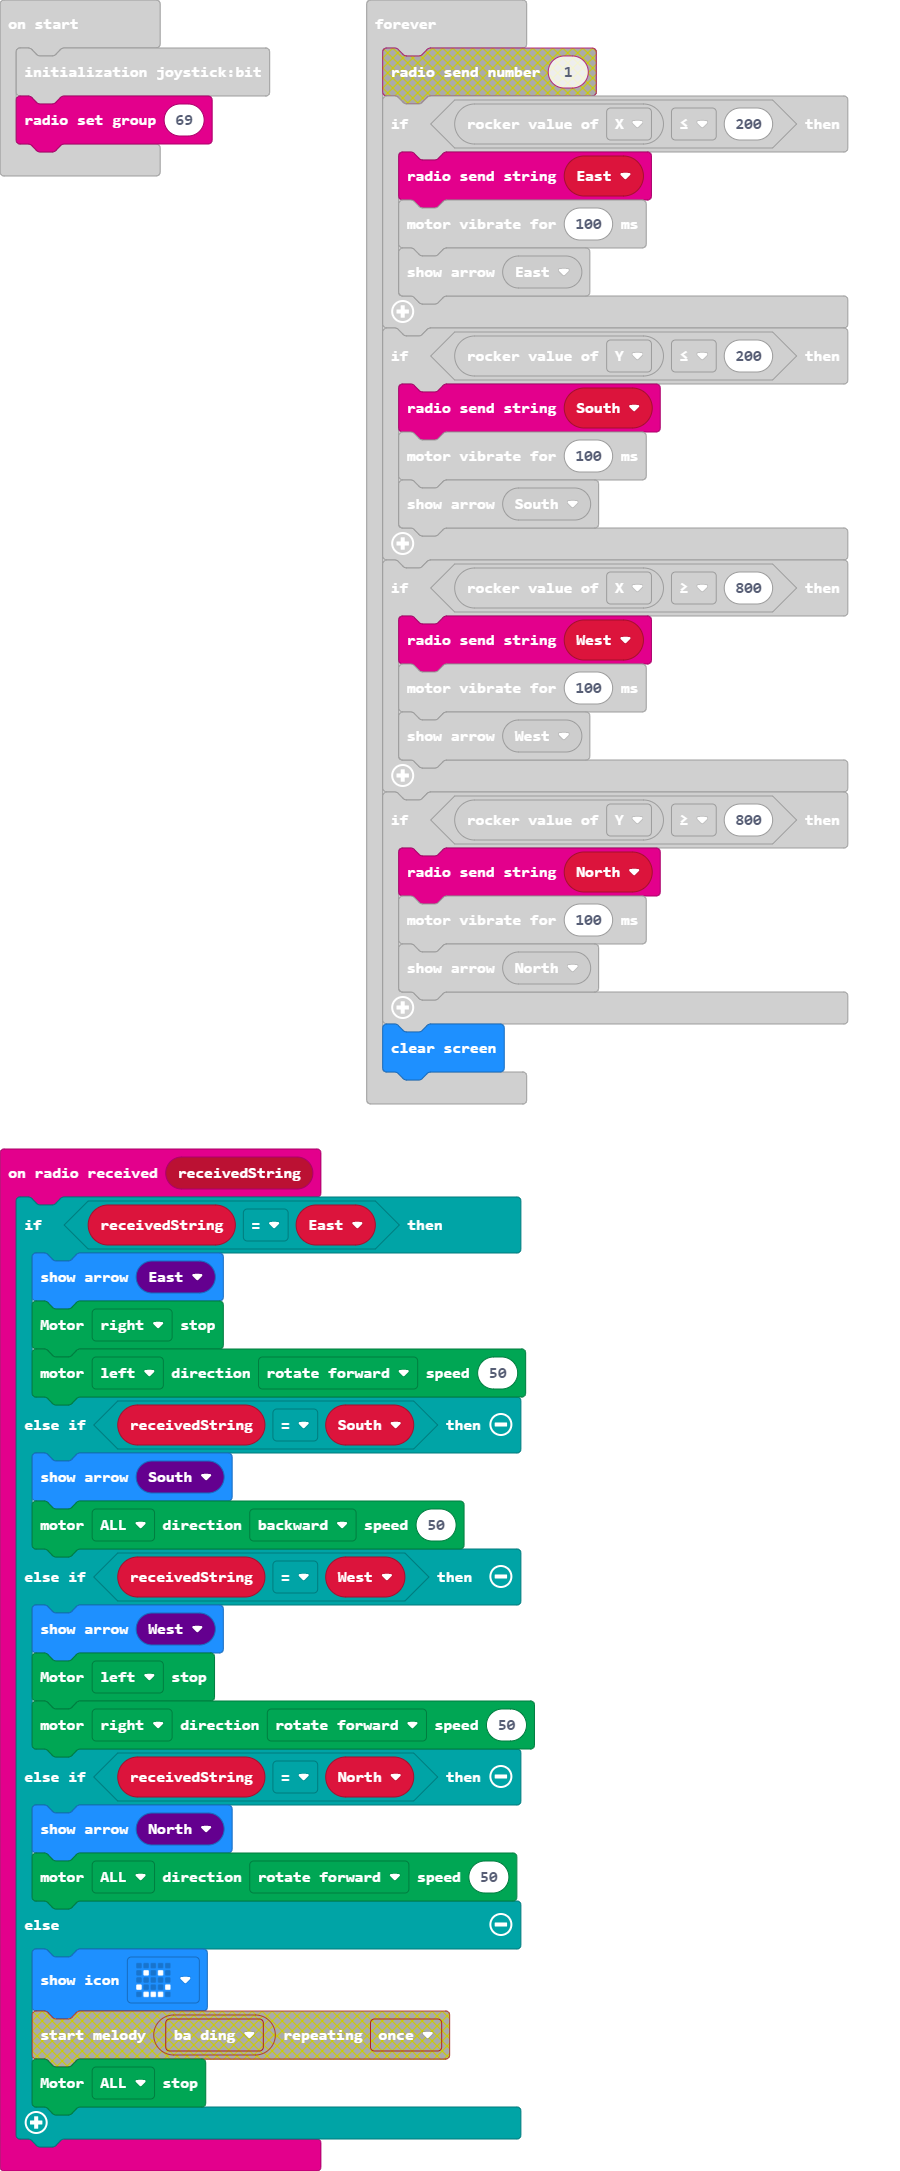 on start
initialization joystick:bit
radio set group 69
forever
radio send number 1
if rocker value of X ≤ 200 then
radio send string East
motor vibrate for 100 ms
show arrow East
if rocker value of Y ≤ 200 then
radio send string South
motor vibrate for 100 ms
show arrow South
if rocker value of X ≥ 800 then
radio send string West
motor vibrate for 100 ms
show arrow West
if rocker value of Y ≥ 800 then
radio send string North
motor vibrate for 100 ms
show arrow North
clear screen
on radio received receivedString
if receivedString = East then
show arrow East
Motor right stop
motor left direction rotate forward speed 50
else if receivedString = South then
show arrow South
motor ALL direction backward speed 50
else if receivedString = West then
show arrow West
Motor left stop
motor right direction rotate forward speed 50
else if receivedString = North then
show arrow North
motor ALL direction rotate forward speed 50
else
show icon
start melody ba ding repeating once
Motor ALL stop